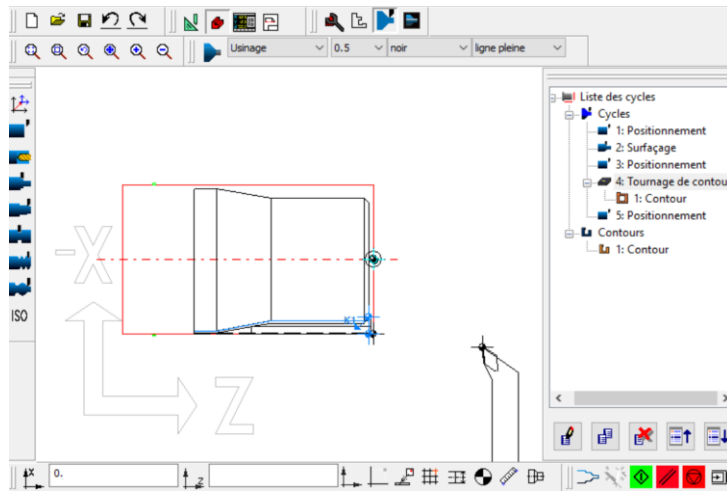 Usinage
0.5
noir
ligne pleine
Liste des cycles
Cycles
1: Positionnement
2: Surfaçage
3: Positionnement
4: Tournage de contou
1: Contour
5: Positionnement
Contours
1: Contour
-X
K1
Z
ISO
X
0.
Z